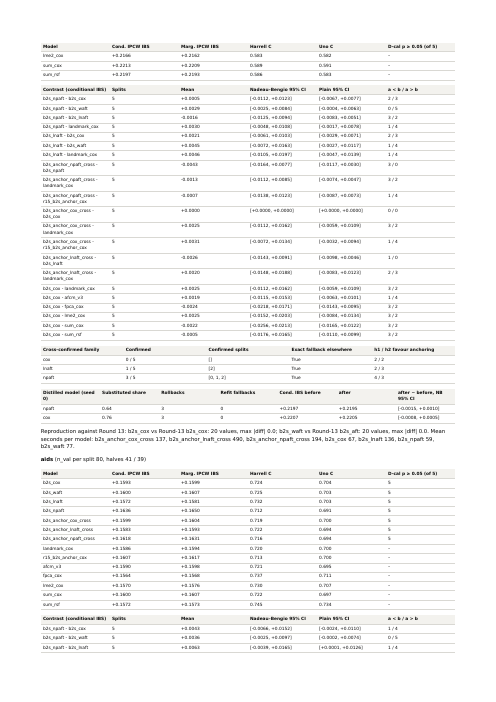 Model Cond. IPCW IBS Marg. IPCW IBS Harrell C Uno C D-cal p ≥ 0.05 (of 5)
lme2_cox +0.2166 +0.2162 0.583 0.582 –
sum_cox +0.2213 +0.2209 0.589 0.591 –
sum_rsf +0.2197 +0.2193 0.586 0.583 –
Contrast (conditional IBS) Splits Mean Nadeau-Bengio 95% CI Plain 95% CI a < b / a > b
b2s_npaft - b2s_cox 5 +0.0005 [-0.0112, +0.0123] [-0.0067, +0.0077] 2 / 3
b2s_npaft - b2s_waft 5 +0.0029 [-0.0025, +0.0084] [-0.0004, +0.0063] 0 / 5
b2s_npaft - b2s_lnaft 5 -0.0016 [-0.0125, +0.0094] [-0.0083, +0.0051] 3 / 2
b2s_npaft - landmark_cox 5 +0.0030 [-0.0048, +0.0108] [-0.0017, +0.0078] 1 / 4
b2s_lnaft - b2s_cox 5 +0.0021 [-0.0061, +0.0103] [-0.0029, +0.0071] 2 / 3
b2s_lnaft - b2s_waft 5 +0.0045 [-0.0072, +0.0163] [-0.0027, +0.0117] 1 / 4
b2s_lnaft - landmark_cox 5 +0.0046 [-0.0105, +0.0197] [-0.0047, +0.0139] 1 / 4
b2s_anchor_npaft_cross - 5 -0.0043 [-0.0164, +0.0077] [-0.0117, +0.0030] 3 / 0
b2s_npaft
b2s_anchor_npaft_cross - 5 -0.0013 [-0.0112, +0.0085] [-0.0074, +0.0047] 3 / 2
landmark_cox
b2s_anchor_npaft_cross - 5 -0.0007 [-0.0138, +0.0123] [-0.0087, +0.0073] 1 / 4
r15_b2s_anchor_cox
b2s_anchor_cox_cross - 5 +0.0000 [+0.0000, +0.0000] [+0.0000, +0.0000] 0 / 0
b2s_cox
b2s_anchor_cox_cross - 5 +0.0025 [-0.0112, +0.0162] [-0.0059, +0.0109] 3 / 2
landmark_cox
b2s_anchor_cox_cross - 5 +0.0031 [-0.0072, +0.0134] [-0.0032, +0.0094] 1 / 4
r15_b2s_anchor_cox
b2s_anchor_lnaft_cross - 5 -0.0026 [-0.0143, +0.0091] [-0.0098, +0.0046] 1 / 0
b2s_lnaft
b2s_anchor_lnaft_cross - 5 +0.0020 [-0.0148, +0.0188] [-0.0083, +0.0123] 2 / 3
landmark_cox
b2s_cox - landmark_cox 5 +0.0025 [-0.0112, +0.0162] [-0.0059, +0.0109] 3 / 2
b2s_cox - afcrm_v3 5 +0.0019 [-0.0115, +0.0153] [-0.0063, +0.0101] 1 / 4
b2s_cox - fpca_cox 5 -0.0024 [-0.0218, +0.0171] [-0.0143, +0.0095] 3 / 2
b2s_cox - lme2_cox 5 +0.0025 [-0.0152, +0.0203] [-0.0084, +0.0134] 3 / 2
b2s_cox - sum_cox 5 -0.0022 [-0.0256, +0.0213] [-0.0165, +0.0122] 3 / 2
b2s_cox - sum_rsf 5 -0.0005 [-0.0176, +0.0165] [-0.0110, +0.0099] 3 / 2
Cross-confirmed family Confirmed Confirmed splits Exact fallback elsewhere h1 / h2 favour anchoring
cox 0 / 5 [] True 2 / 2
lnaft 1 / 5 [2] True 2 / 3
npaft 3 / 5 [0, 1, 2] True 4 / 3
Distilled model (seed 0) Substituted share Rollbacks Refit fallbacks Cond. IBS before after after − before, NB 95% CI
npaft 0.64 3 0 +0.2197 +0.2195 [-0.0015, +0.0010]
cox 0.76 3 0 +0.2207 +0.2205 [-0.0008, +0.0005]
Reproduction against Round 13: b2s_cox vs Round-13 b2s_cox: 20 values, max |diff| 0.0; b2s_waft vs Round-13 b2s_aft: 20 values, max |diff| 0.0. Mean
seconds per model: b2s_anchor_cox_cross 137, b2s_anchor_lnaft_cross 490, b2s_anchor_npaft_cross 194, b2s_cox 67, b2s_lnaft 136, b2s_npaft 59,
b2s_waft 77.
aids (n_val per split 80, halves 41 / 39)
Model Cond. IPCW IBS Marg. IPCW IBS Harrell C Uno C D-cal p ≥ 0.05 (of 5)
b2s_cox +0.1593 +0.1599 0.724 0.704 5
b2s_waft +0.1600 +0.1607 0.725 0.703 5
b2s_lnaft +0.1572 +0.1581 0.732 0.703 5
b2s_npaft +0.1636 +0.1650 0.712 0.691 5
b2s_anchor_cox_cross +0.1599 +0.1604 0.719 0.700 5
b2s_anchor_lnaft_cross +0.1583 +0.1593 0.722 0.694 5
b2s_anchor_npaft_cross +0.1618 +0.1631 0.716 0.694 5
landmark_cox +0.1586 +0.1594 0.720 0.700 –
r15_b2s_anchor_cox +0.1607 +0.1617 0.713 0.700 –
afcrm_v3 +0.1590 +0.1598 0.721 0.695 –
fpca_cox +0.1564 +0.1568 0.737 0.711 –
lme2_cox +0.1570 +0.1576 0.730 0.707 –
sum_cox +0.1600 +0.1607 0.722 0.697 –
sum_rsf +0.1572 +0.1573 0.745 0.734 –
Contrast (conditional IBS) Splits Mean Nadeau-Bengio 95% CI Plain 95% CI a < b / a > b
b2s_npaft - b2s_cox 5 +0.0043 [-0.0066, +0.0152] [-0.0024, +0.0110] 1 / 4
b2s_npaft - b2s_waft 5 +0.0036 [-0.0025, +0.0097] [-0.0002, +0.0074] 0 / 5
b2s_npaft - b2s_lnaft 5 +0.0063 [-0.0039, +0.0165] [+0.0001, +0.0126] 1 / 4